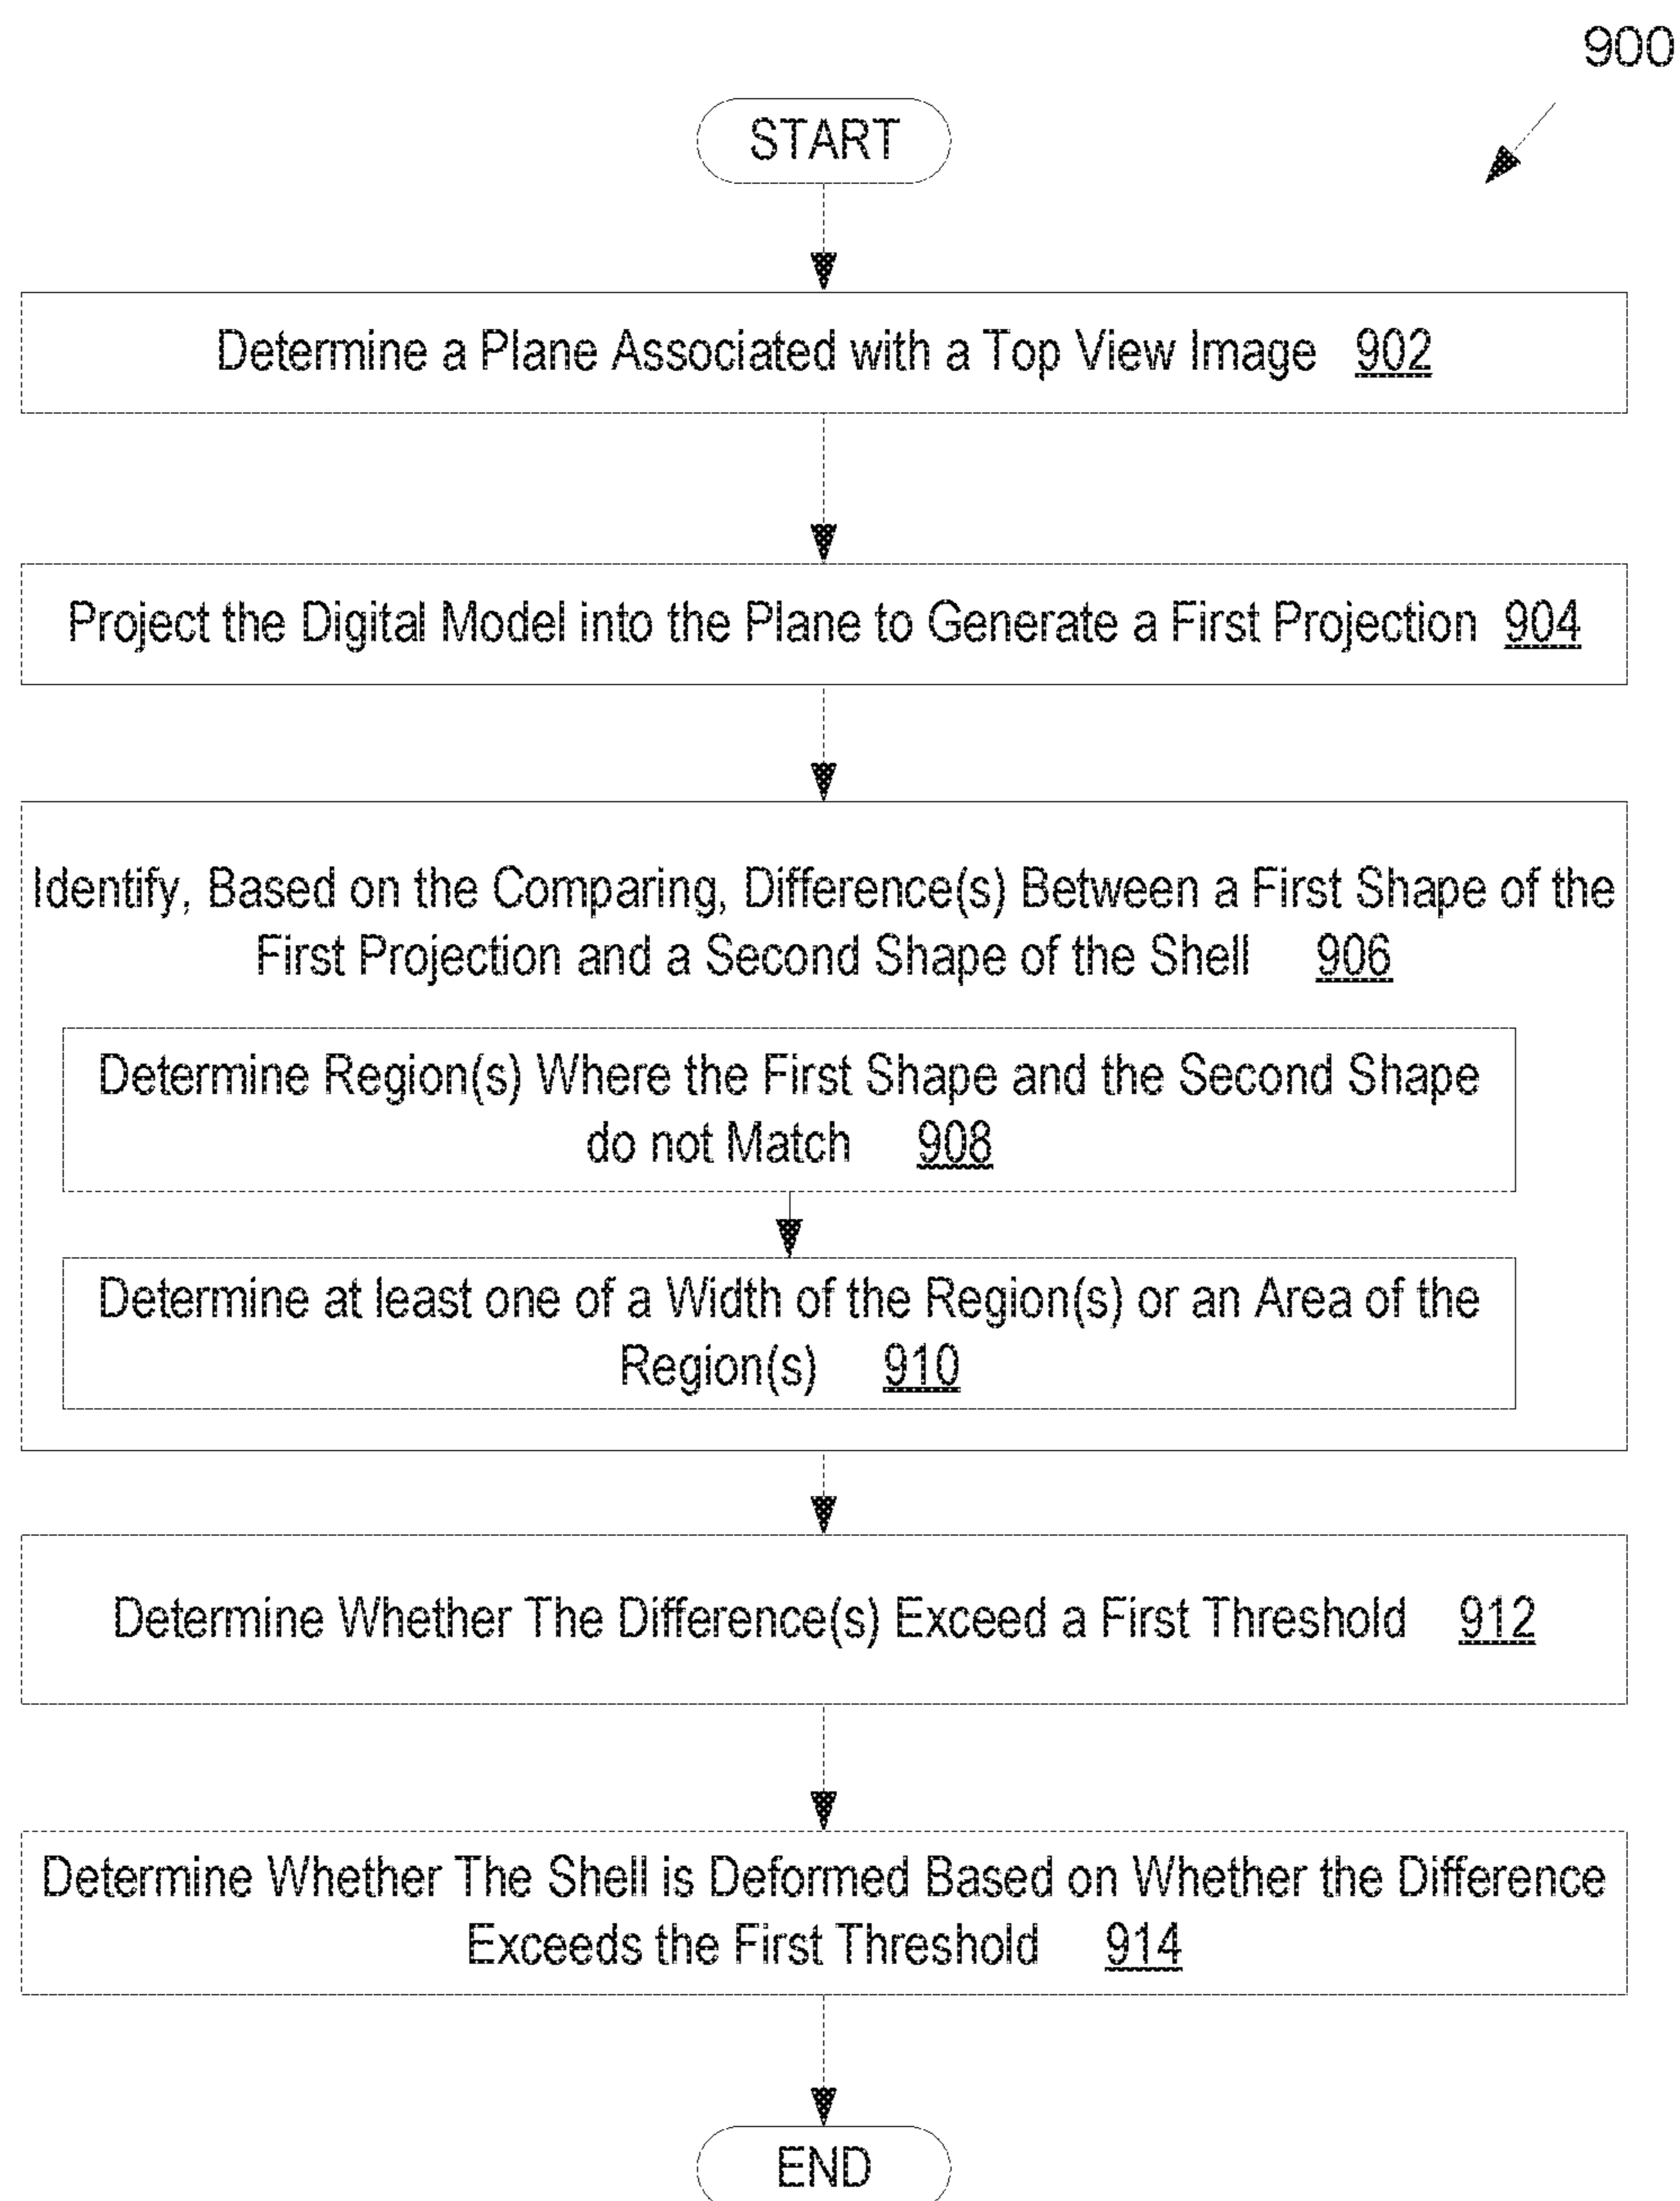 900
START
Determine a Plane Associated with a Top View Image 902
Project the Digital Model into the Plane to Generate a First Projection 904
Identify, Based on the Comparing, Difference(s) Between a First Shape of the
First Projection and a Second Shape of the Shell 906
Determine Region(s) Where the First Shape and the Second Shape
do not Match 908
Determine at least one of a Width of the Region(s) or an Area of the
Region(s) 910
Determine Whether The Difference(s) Exceed a First Threshold 912
Determine Whether The Shell is Deformed Based on Whether the Difference
Exceeds the First Threshold 914
END